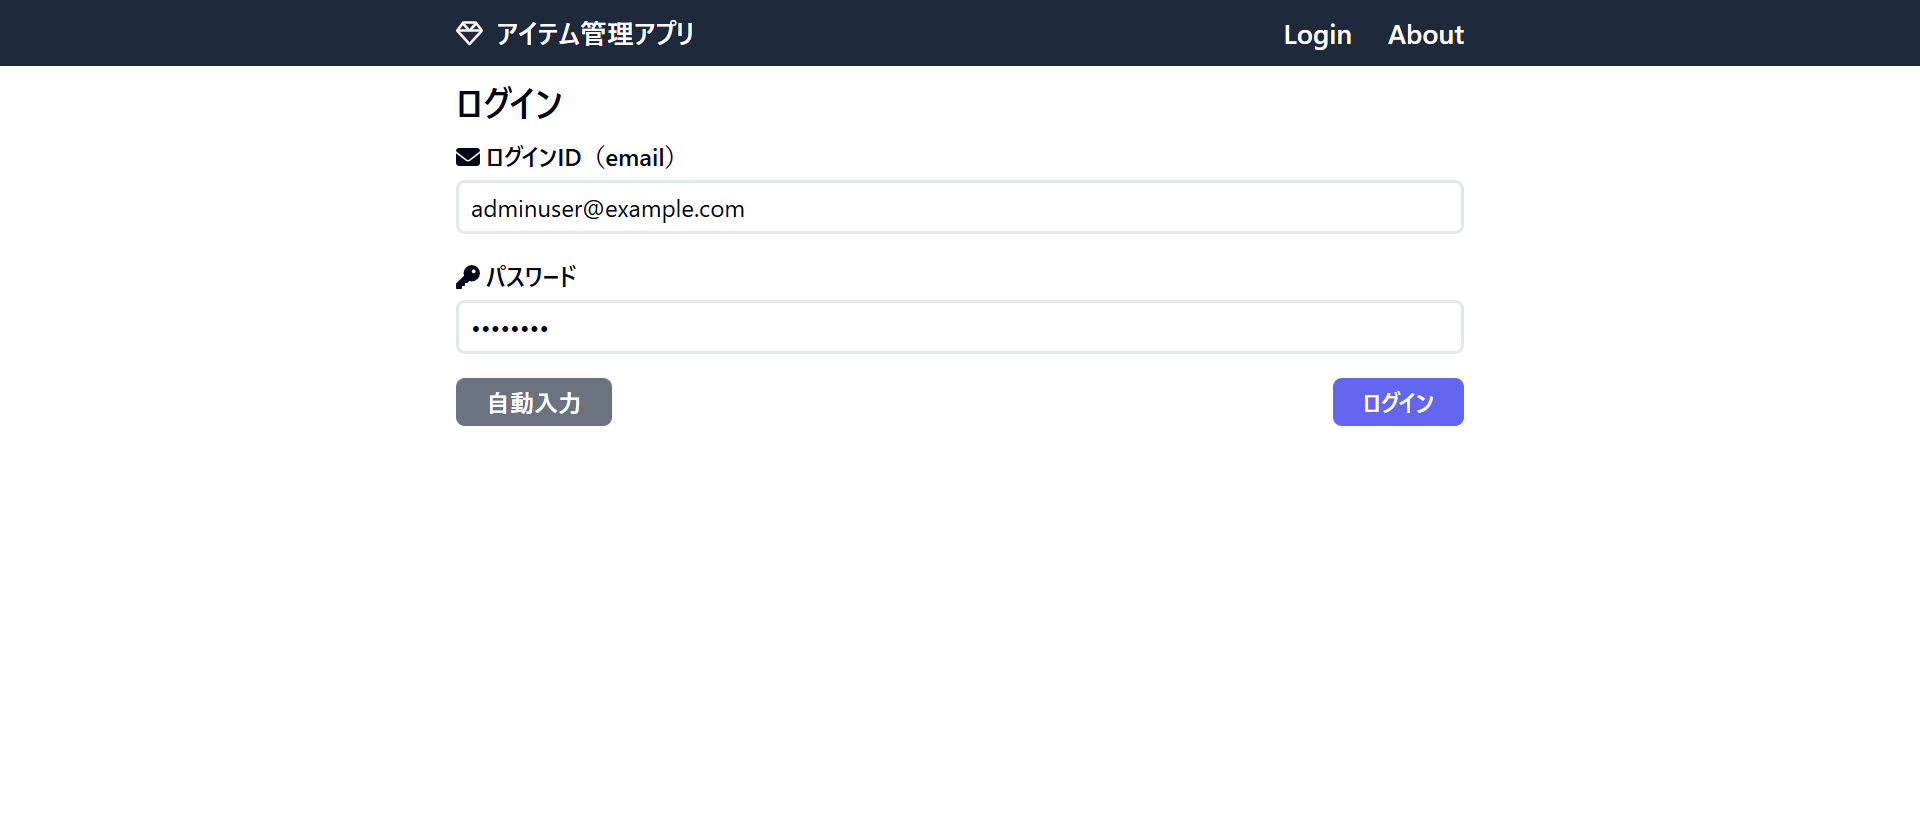 アイテム管理アプリ Login About
ログイン
ログインID（email）
adminuser@example.com
パスワード
••••••••
自動入力 ログイン